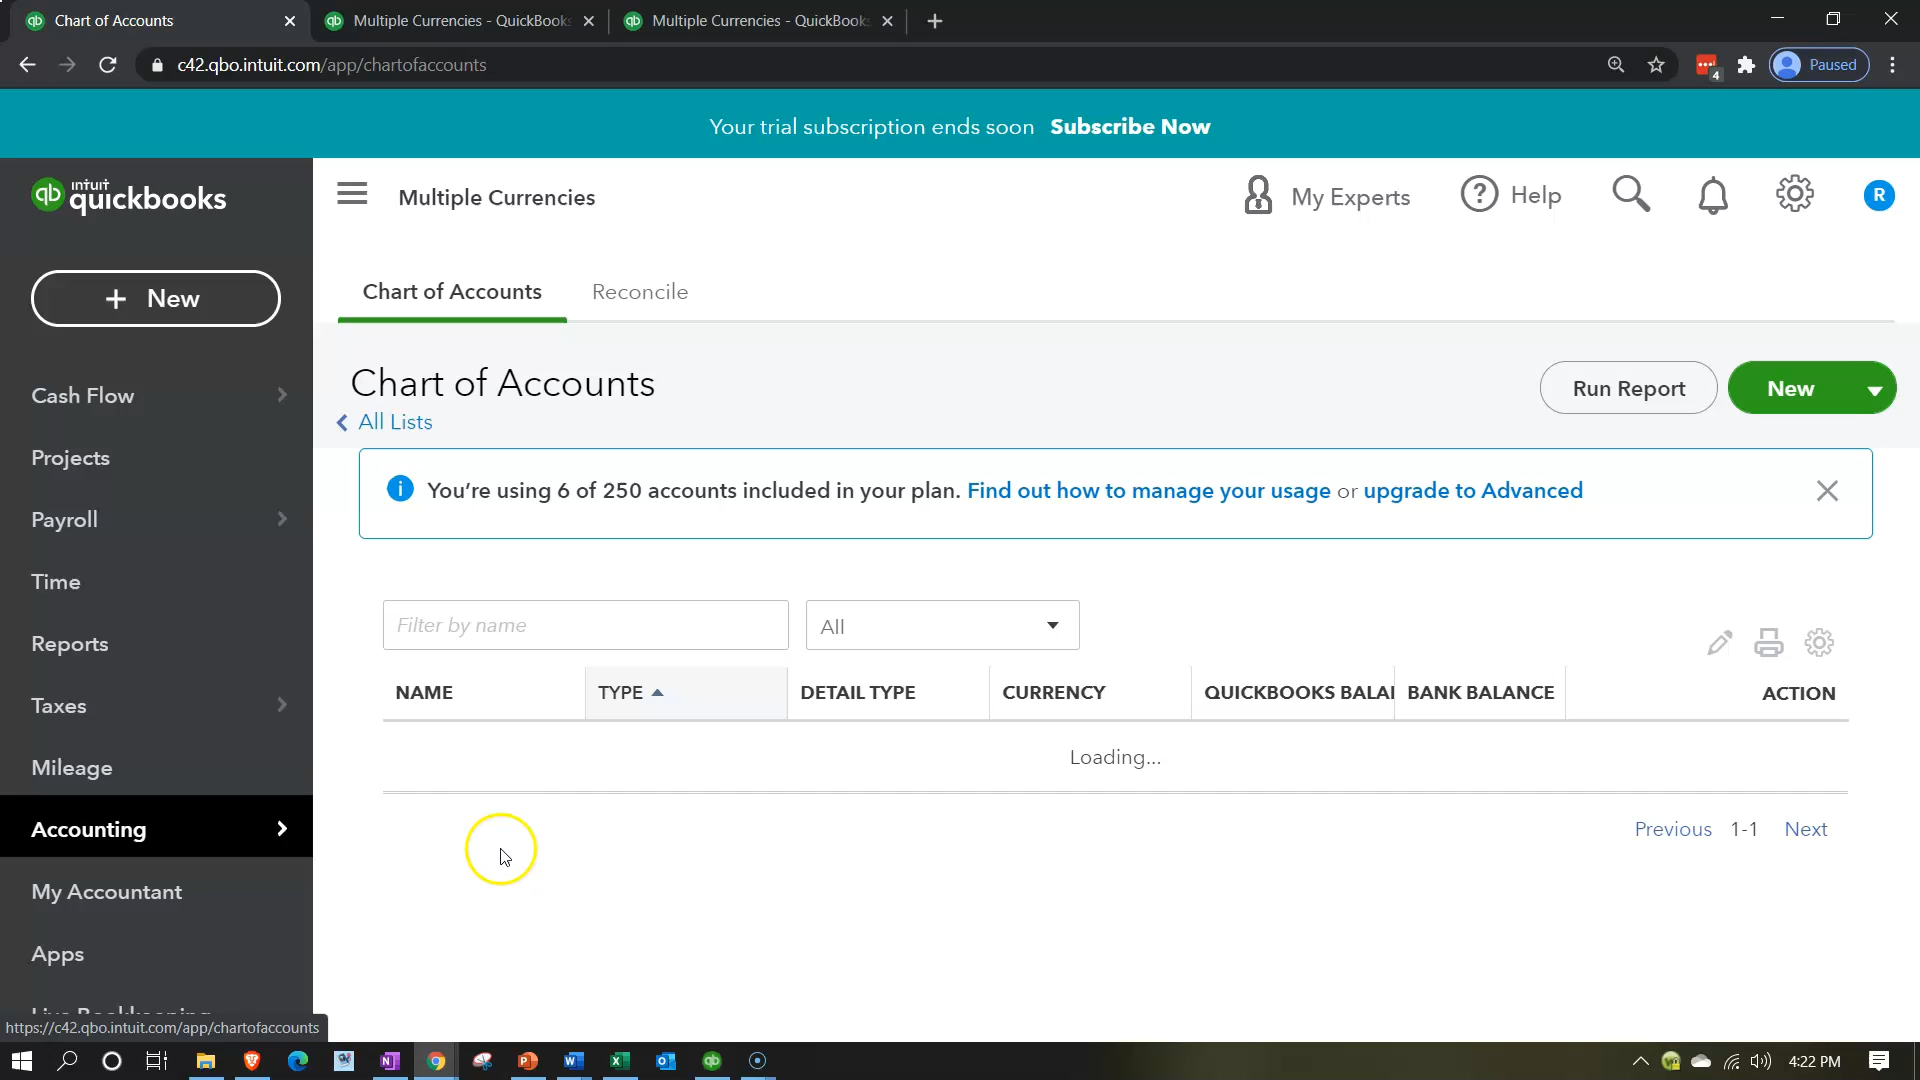 Chart of Accounts
Multiple Currencies - QuickBooks
Multiple Currencies - QuickBooks
c42.qbo.intuit.com/app/chartofaccounts
4
Paused
Your trial subscription ends soon Subscribe Now
intuit
qb quickbooks
Multiple Currencies
My Experts
Help
R
+ New
Chart of Accounts
Reconcile
Cash Flow
Projects
Payroll
Time
Reports
Taxes
Mileage
Accounting
My Accountant
Apps
Chart of Accounts
All Lists
Run Report
New
You're using 6 of 250 accounts included in your plan. Find out how to manage your usage or upgrade to Advanced
Filter by name
All
NAME
TYPE
DETAIL TYPE
CURRENCY
QUICKBOOKS BALA
BANK BALANCE
ACTION
Loading...
Previous 1-1 Next
https://c42.qbo.intuit.com/app/chartofaccounts
4:22 PM